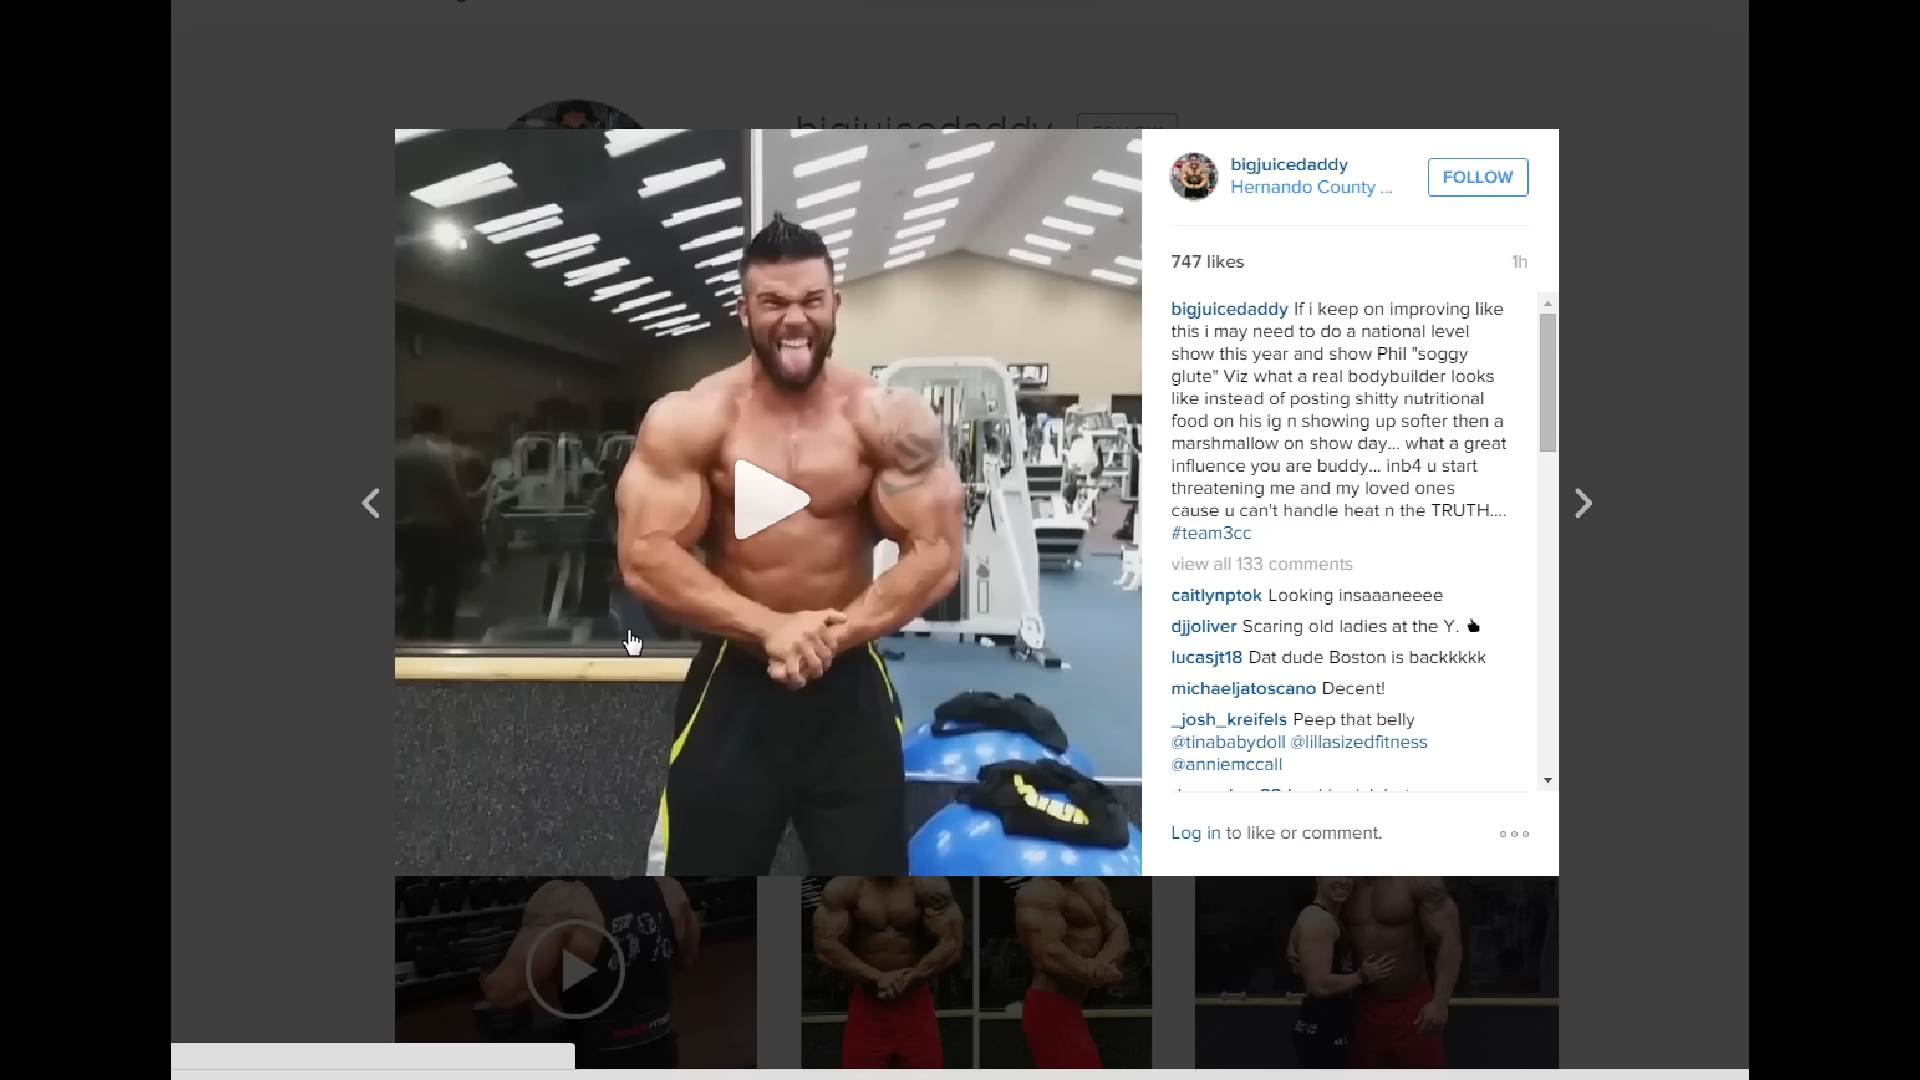 bigjuicedaddy FOLLOW
bigjuicedaddy
Hernando County ...
FOLLOW
747 likes 1h
bigjuicedaddy If i keep on improving like
this i may need to do a national level
show this year and show Phil "soggy
glute" Viz what a real bodybuilder looks
like instead of posting shitty nutritional
food on his ig n showing up softer then a
marshmallow on show day... what a great
influence you are buddy... inb4 u start
threatening me and my loved ones
cause u can't handle heat n the TRUTH....
#team3cc
view all 133 comments
caitlynptok Looking insaaaneeee
djjoliver Scaring old ladies at the Y.
lucasjt18 Dat dude Boston is backkkkk
michaeljatoscano Decent!
_josh_kreifels Peep that belly
@tinababydoll @lillasizedfitness
@anniemccall
Log in to like or comment.